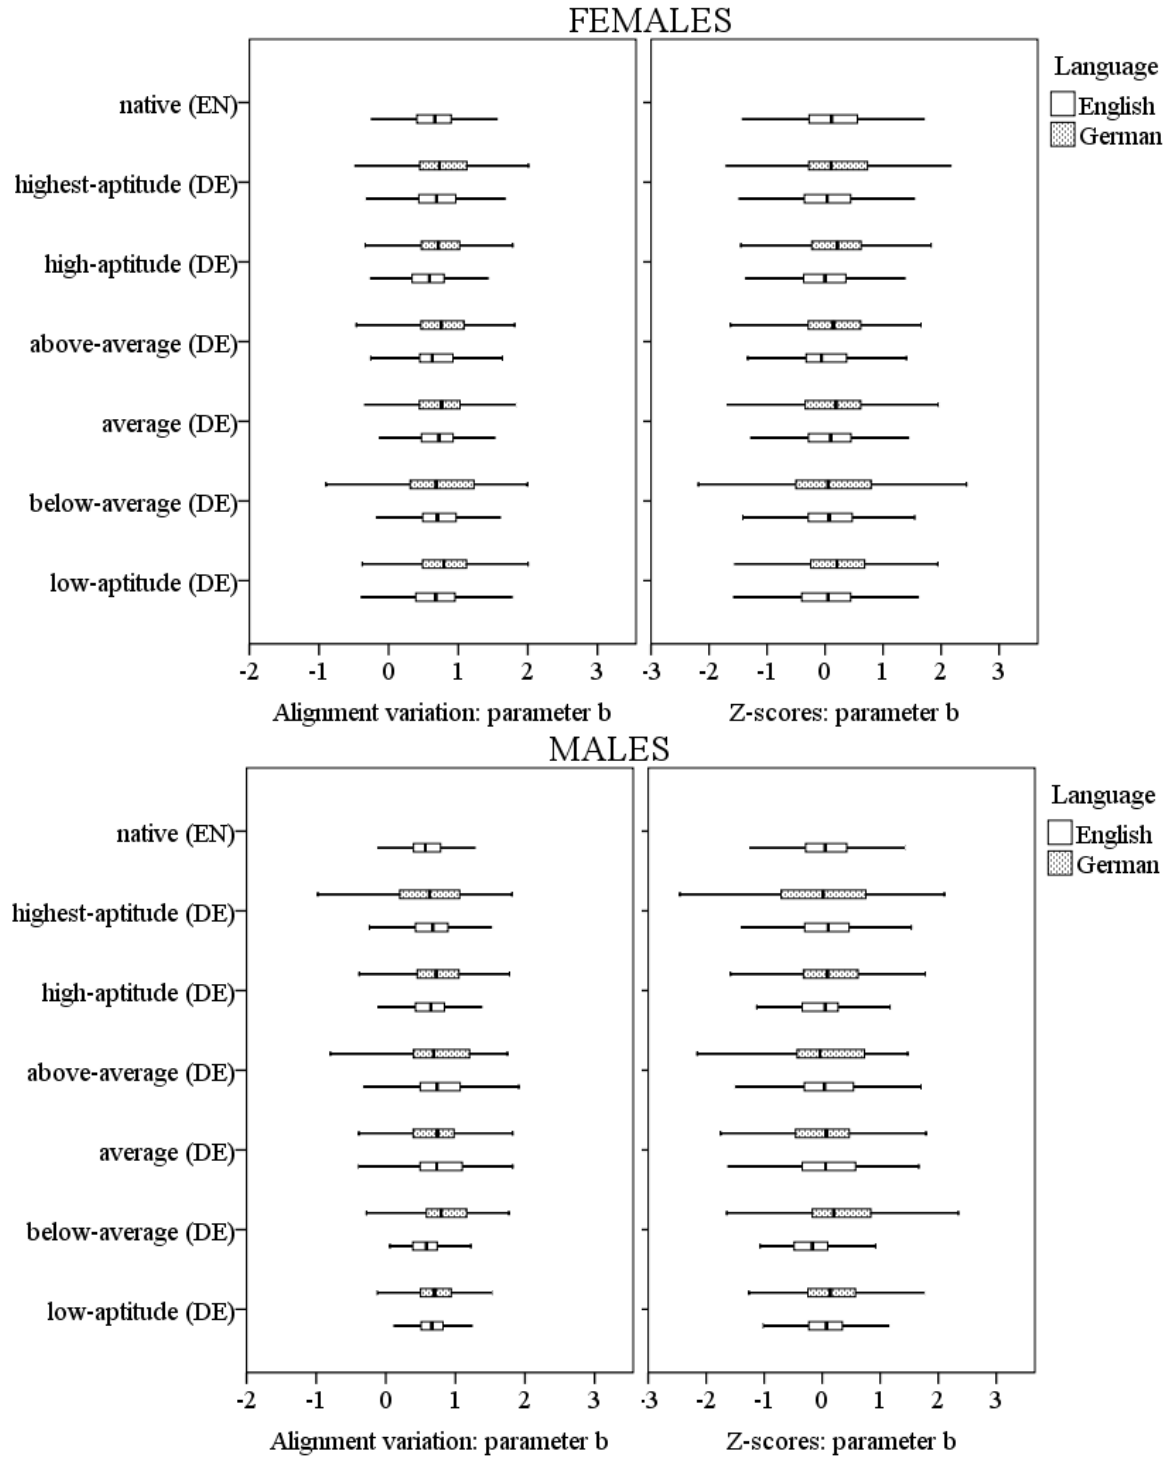 FEMALES
Language
English
German
native (EN)
highest-aptitude (DE)
high-aptitude (DE)
above-average (DE)
average (DE)
below-average (DE)
low-aptitude (DE)
-2 -1 0 1 2 3 -3 -2 -1 0 1 2 3
Alignment variation: parameter b Z-scores: parameter b
MALES
Language
English
German
native (EN)
highest-aptitude (DE)
high-aptitude (DE)
above-average (DE)
average (DE)
below-average (DE)
low-aptitude (DE)
-2 -1 0 1 2 3 -3 -2 -1 0 1 2 3
Alignment variation: parameter b Z-scores: parameter b